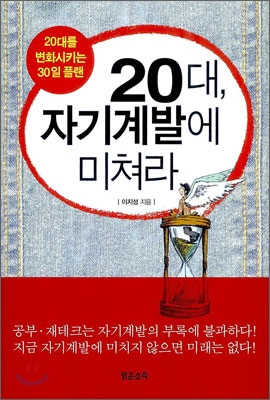 20대를
변화시키는
30일 플랜
20대,
자기계발에
미쳐라
이지성 지음
공부·재테크는 자기계발의 부록에 불과하다!
지금 자기계발에 미치지 않으면 미래는 없다!
맑은소리
yes24